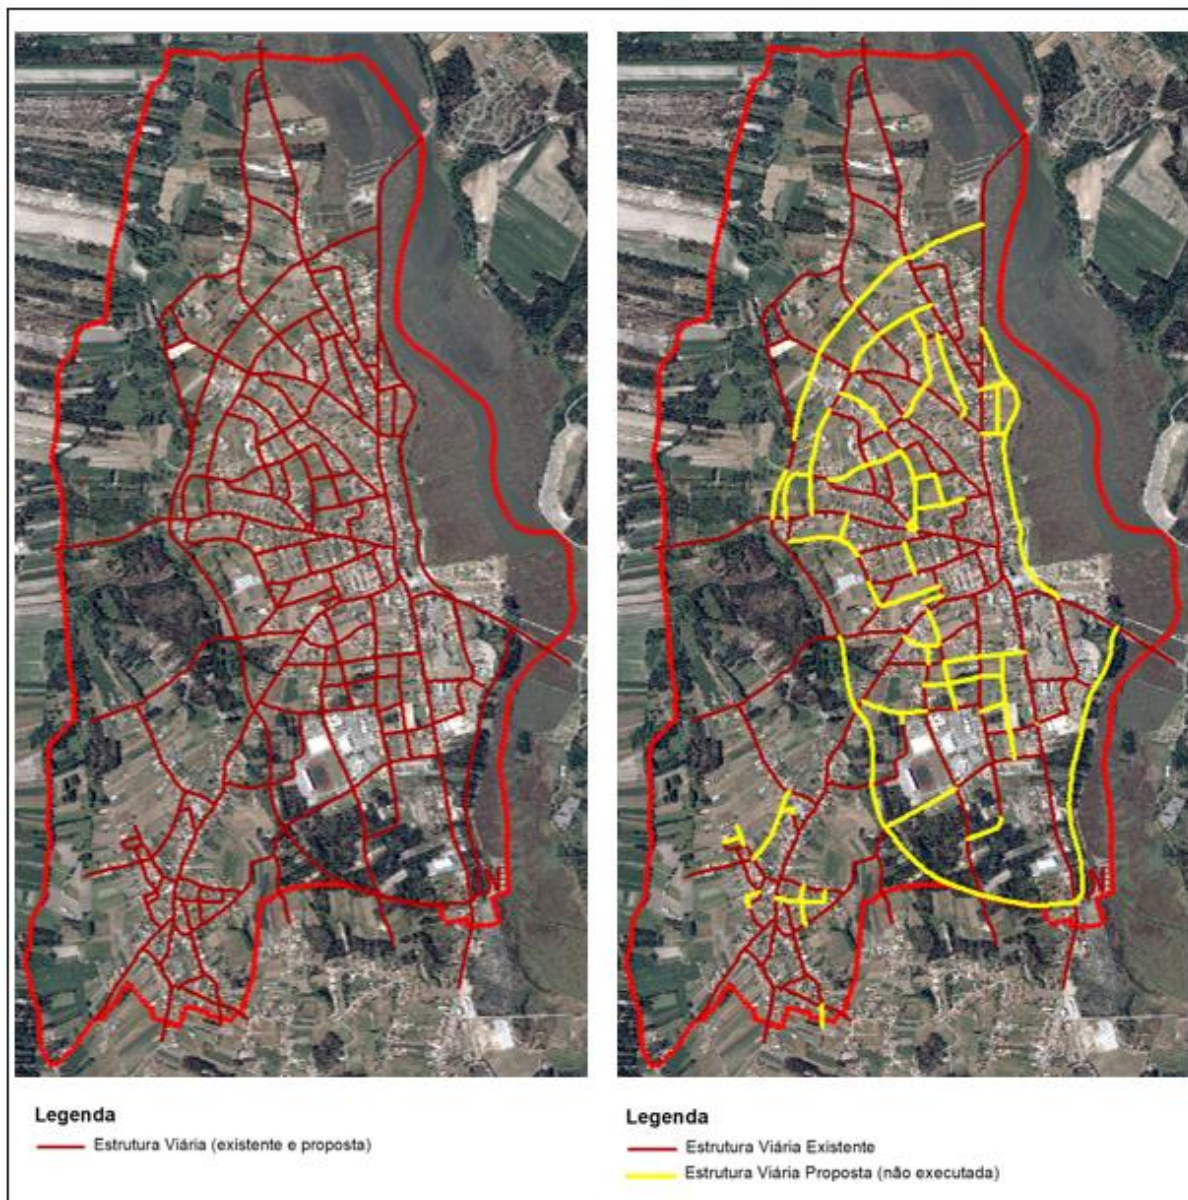 Legenda
Estrutura Viária (existente e proposta)
Legenda
Estrutura Viária Existente
Estrutura Viária Proposta (não executada)